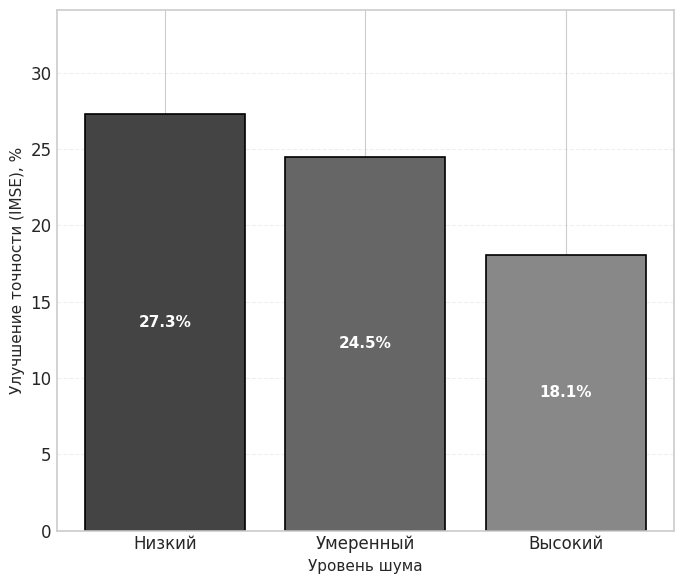 Улучшение точности (IMSE), %
30
25
20
15
10
5
0
27.3%
24.5%
18.1%
Низкий
Умеренный
Высокий
Уровень шума